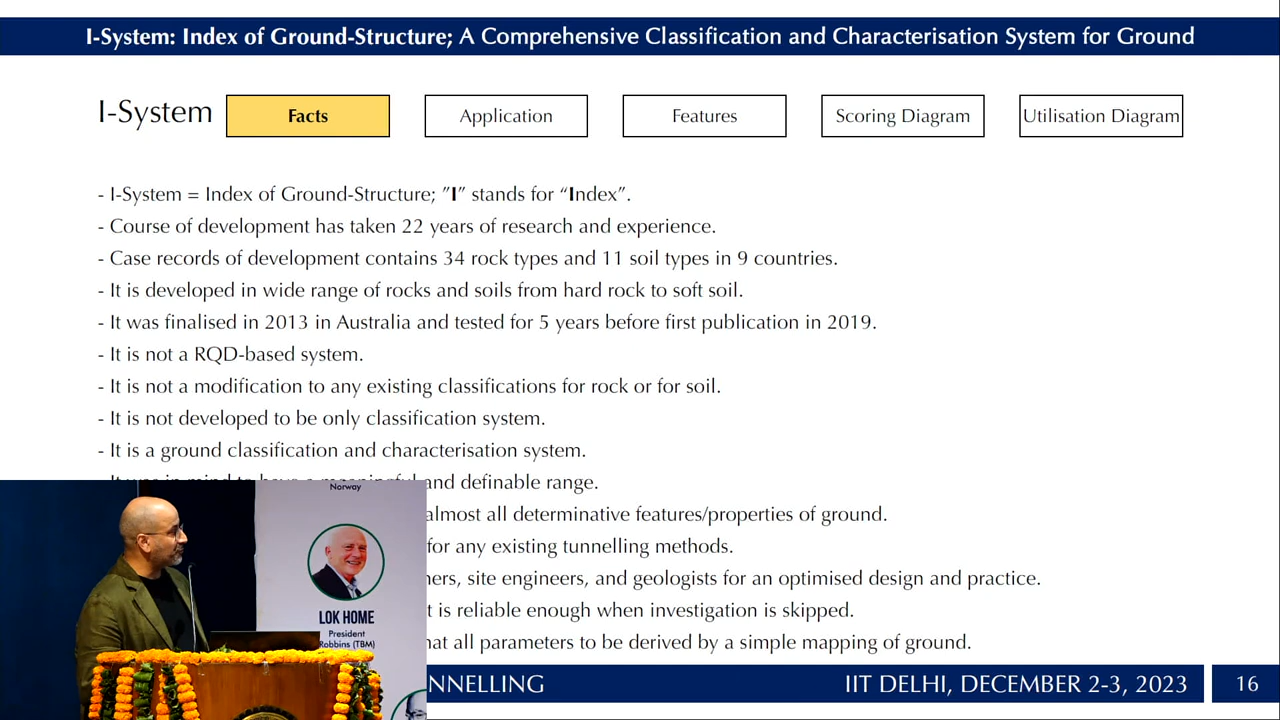 I-System: Index of Ground-Structure; A Comprehensive Classification and Characterisation System for Ground
I-System
Facts
Application
Features
Scoring Diagram
Utilisation Diagram
- I-System = Index of Ground-Structure; ”I” stands for “Index”.
- Course of development has taken 22 years of research and experience.
- Case records of development contains 34 rock types and 11 soil types in 9 countries.
- It is developed in wide range of rocks and soils from hard rock to soft soil.
- It was finalised in 2013 in Australia and tested for 5 years before first publication in 2019.
- It is not a RQD-based system.
- It is not a modification to any existing classifications for rock or for soil.
- It is not developed to be only classification system.
- It is a ground classification and characterisation system.
- It was in mind to have a meaningful and definable range.
almost all determinative features/properties of ground.
for any existing tunnelling methods.
ners, site engineers, and geologists for an optimised design and practice.
t is reliable enough when investigation is skipped.
hat all parameters to be derived by a simple mapping of ground.
Norway
LOK HOME
President
Robbins (TBM)
NNELLING
IIT DELHI, DECEMBER 2-3, 2023
16